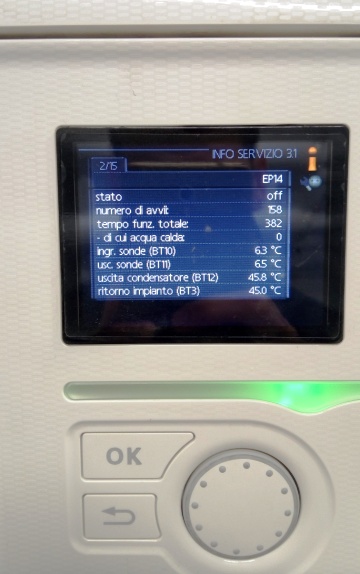 INFO SERVIZIO 3.1
2/15
EP14
stato off
numero di avvii: 158
tempo funz. totale: 382
- di cui acqua calda: 0
ingr. sonde (BT10) 6.3 °C
usc. sonde (BT11) 6.5 °C
uscita condensatore (BT12) 45.8 °C
ritorno impianto (BT3) 45.0 °C
OK